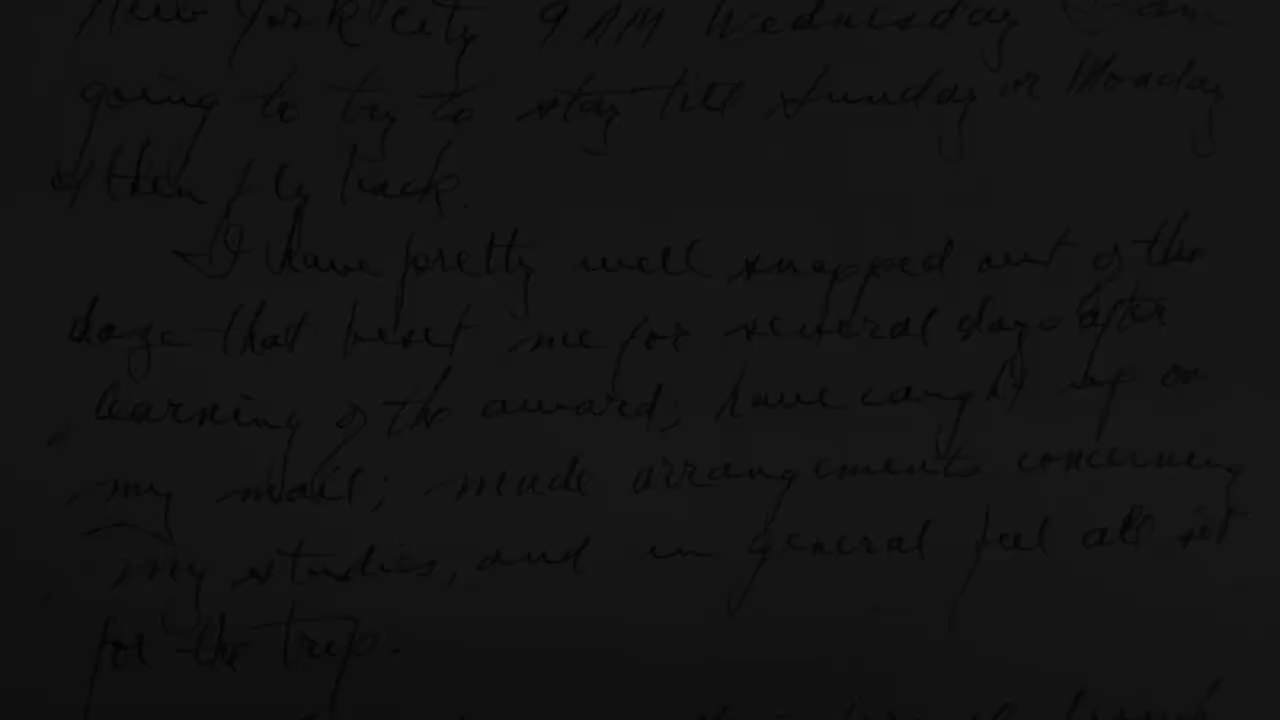 New York City 9 AM Wednesday I am
going to try to stay till Sunday or Monday
& then fly back.
I have pretty well snapped out of the
daze that beset me for several days after
learning of the award; have caught up on
my mail; made arrangements concerning
my studies, and in general feel all set
for the trip.